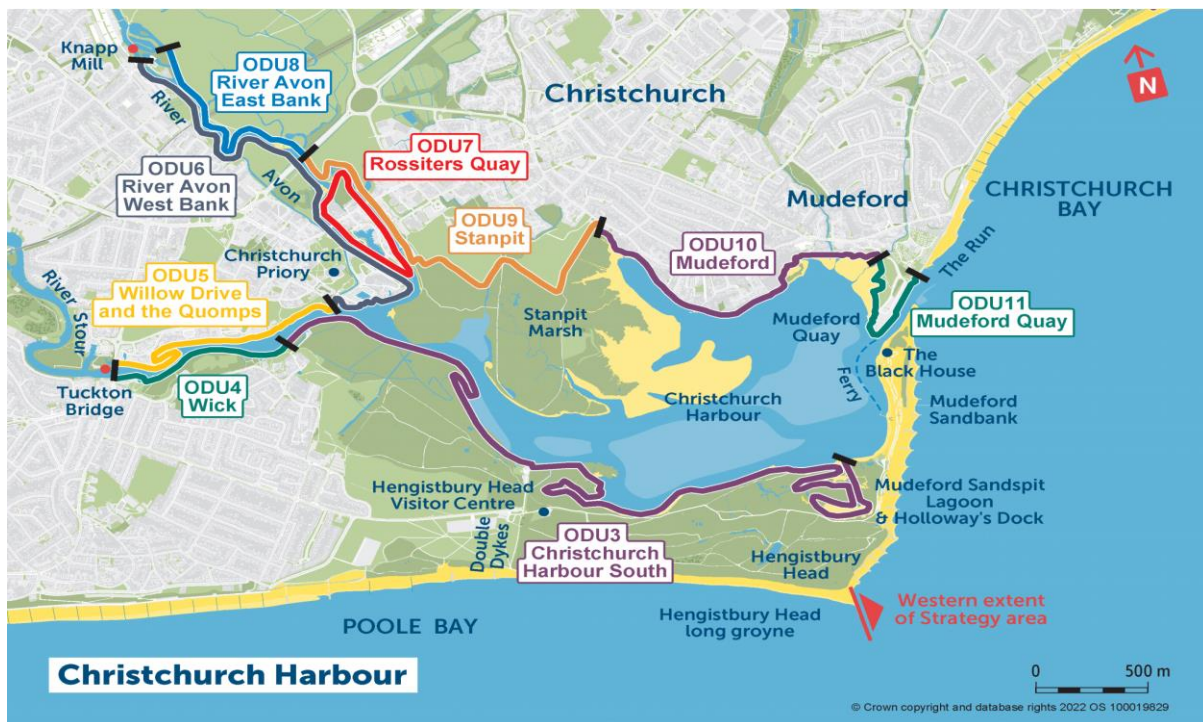 Knapp
Mill
ODU8
River Avon
East Bank
River
Avon
ODU6
River Avon
West Bank
ODU7
Rossiters Quay
Christchurch
N
Mudeford
CHRISTCHURCH
BAY
The Run
ODU9
Stanpit
ODU10
Mudeford
Christchurch
Priory
ODU5
Willow Drive
and the Quomps
River
Stour
Stanpit
Marsh
Mudeford
Quay
ODU11
Mudeford Quay
The
Black House
Ferry
Tuckton
Bridge
ODU4
Wick
Christchurch
Harbour
Mudeford
Sandbank
Hengistbury Head
Visitor Centre
Double
Dykes
ODU3
Christchurch
Harbour South
Mudeford Sandspit
Lagoon
& Holloway's Dock
Hengistbury
Head
POOLE BAY
Hengistbury Head
long groyne
Western extent
of Strategy area
Christchurch Harbour
0 500 m
© Crown copyright and database rights 2022 OS 100019829